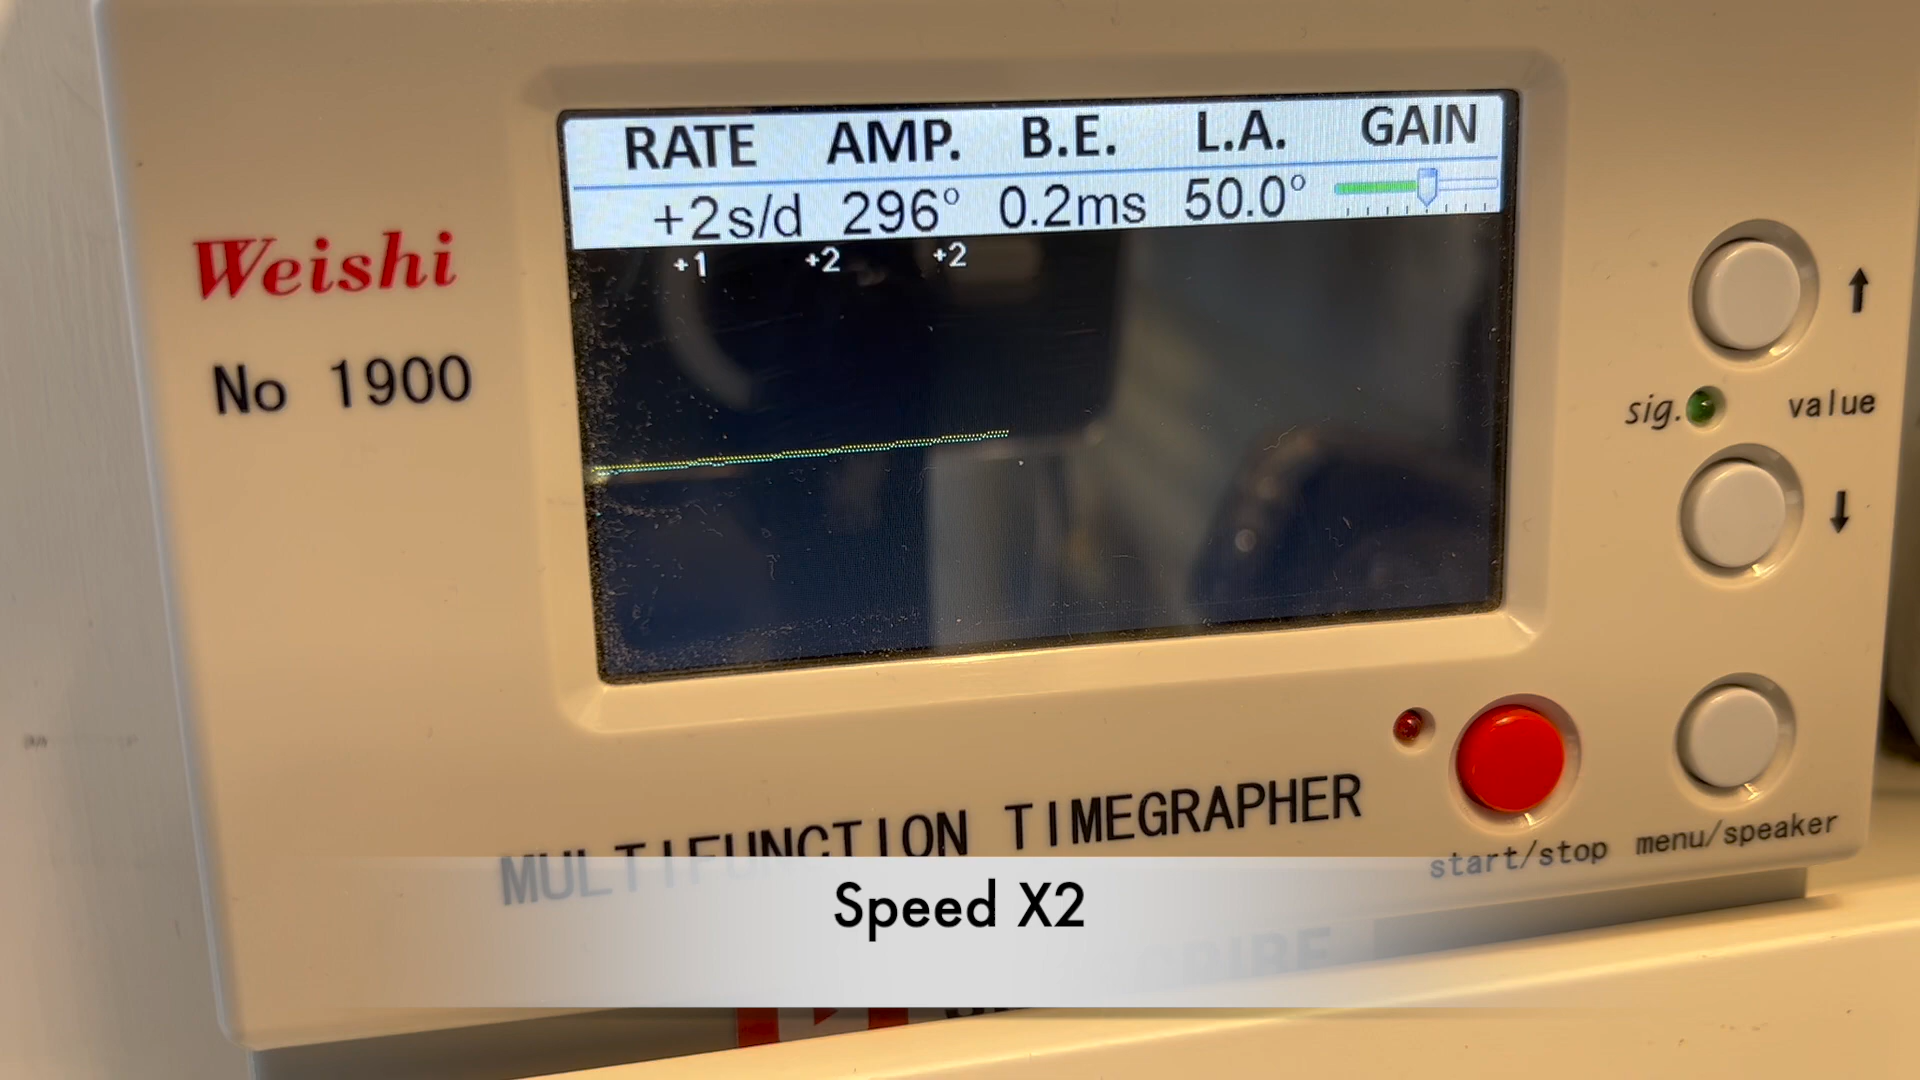 RATE AMP. B.E. L.A. GAIN
+2s/d 296° 0.2ms 50.0°
+1 +2 +2
Weishi
No 1900
sig.
value
MULTIFUNCTION TIMEGRAPHER
start/stop
menu/speaker
Speed X2